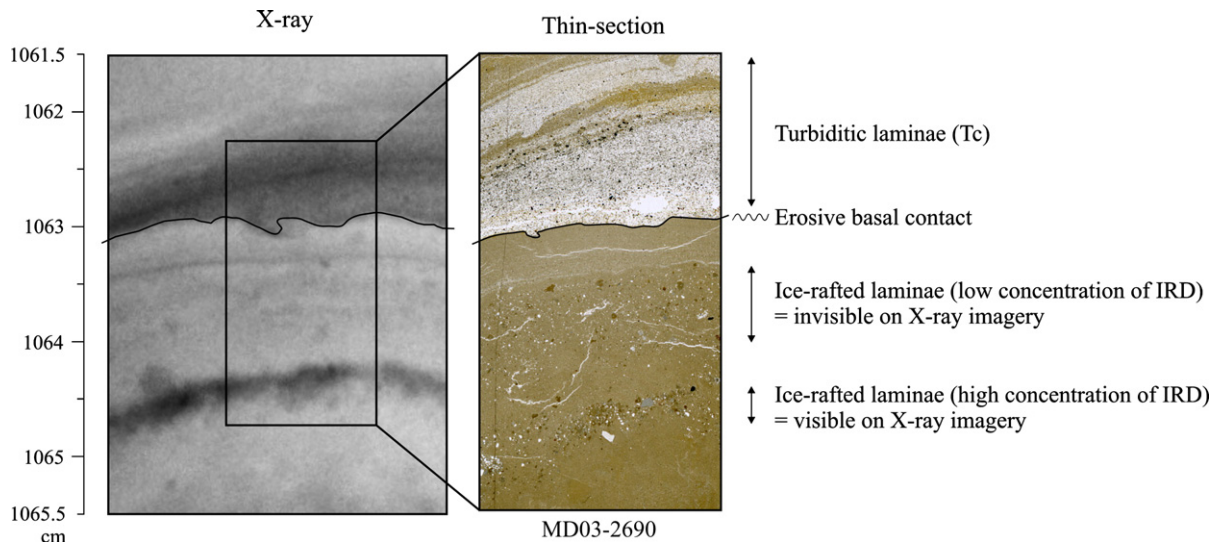 X-ray
Thin-section
1061.5
1062
1063
1064
1065
1065.5
cm
Turbiditic laminae (Tc)
Erosive basal contact
Ice-rafted laminae (low concentration of IRD)
= invisible on X-ray imagery
Ice-rafted laminae (high concentration of IRD)
= visible on X-ray imagery
MD03-2690